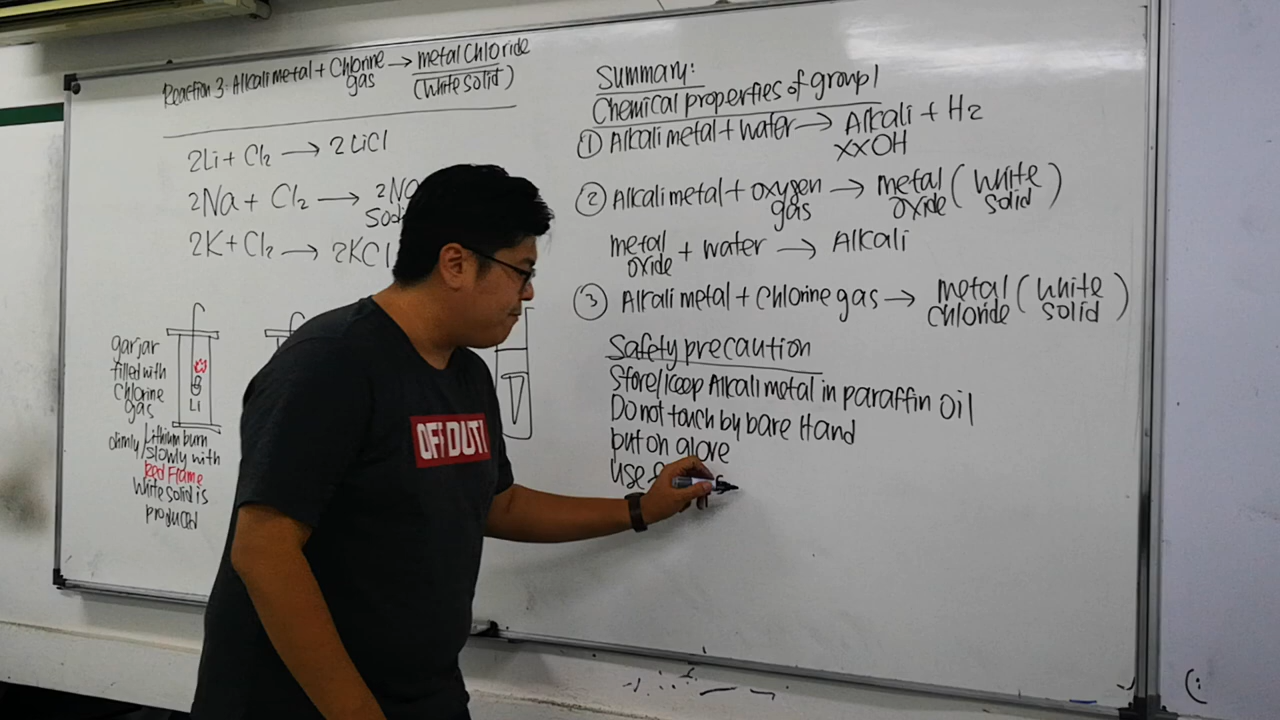 Reaction 3: Alkali metal + Chlorine gas → metal Chloride (white solid)
2Li + Cl₂ → 2LiCl
2Na + Cl₂ → 2Na
2K + Cl₂ → 2KCl
gas jar
filled with
Chlorine
gas
Li
Lithium burn
dimly / slowly with
Red Flame
White solid is
produced
OFF DUTY
Summary:
Chemical properties of group 1
① Alkali metal + water → Alkali + H₂
xxOH
② Alkali metal + oxygen gas → metal oxide (white solid)
metal oxide + water → Alkali
③ Alkali metal + Chlorine gas → metal chloride (white solid)
Safety precaution
Store/keep Alkali metal in paraffin oil
Do not touch by bare Hand
put on glove
use